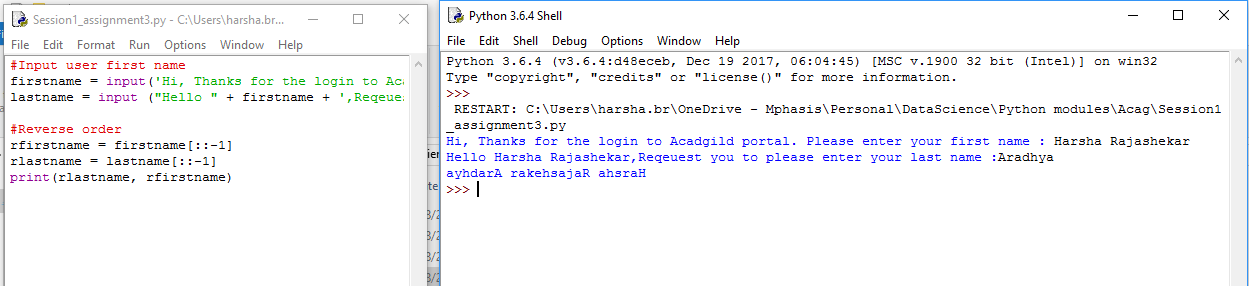 Session1_assignment3.py - C:\Users\harsha.br...
File Edit Format Run Options Window Help
#Input user first name
firstname = input('Hi, Thanks for the login to Aca
lastname = input ("Hello " + firstname + ',Reqeues
#Reverse order
rfirstname = firstname[::-1]
rlastname = lastname[::-1]
print(rlastname, rfirstname)
Python 3.6.4 Shell
File Edit Shell Debug Options Window Help
Python 3.6.4 (v3.6.4:d48eceb, Dec 19 2017, 06:04:45) [MSC v.1900 32 bit (Intel)] on win32
Type "copyright", "credits" or "license()" for more information.
>>>
RESTART: C:\Users\harsha.br\OneDrive - Mphasis\Personal\DataScience\Python modules\Acag\Session1
_assignment3.py
Hi, Thanks for the login to Acadgild portal. Please enter your first name : Harsha Rajashekar
Hello Harsha Rajashekar,Reqeuest you to please enter your last name :Aradhya
ayhdarA rakehsajaR ahsraH
>>>